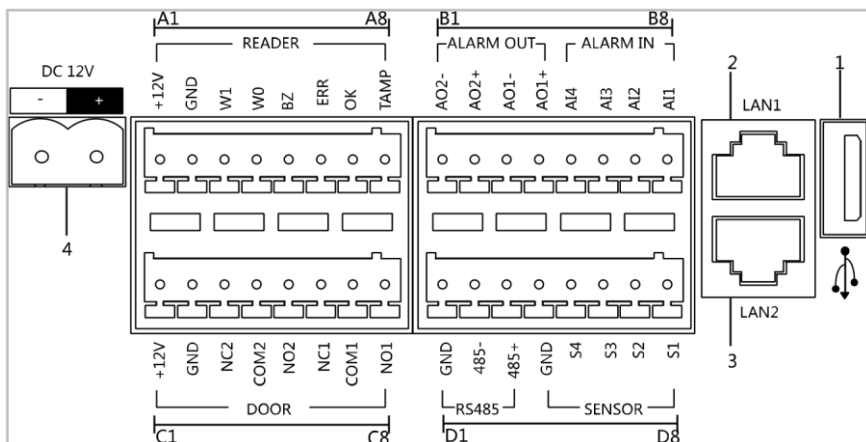 A1 A8 B1 B8
READER ALARM OUT ALARM IN
DC 12V
- +
+12V GND W1 W0 BZ ERR OK TAMP AO2- AO2+ AO1- AO1+ AI4 AI3 AI2 AI1
2 1
LAN1
4
LAN2
3
+12V GND NC2 COM2 NO2 NC1 COM1 NO1 GND 485- 485+ GND S4 S3 S2 S1
DOOR RS485 SENSOR
C1 C8 D1 D8